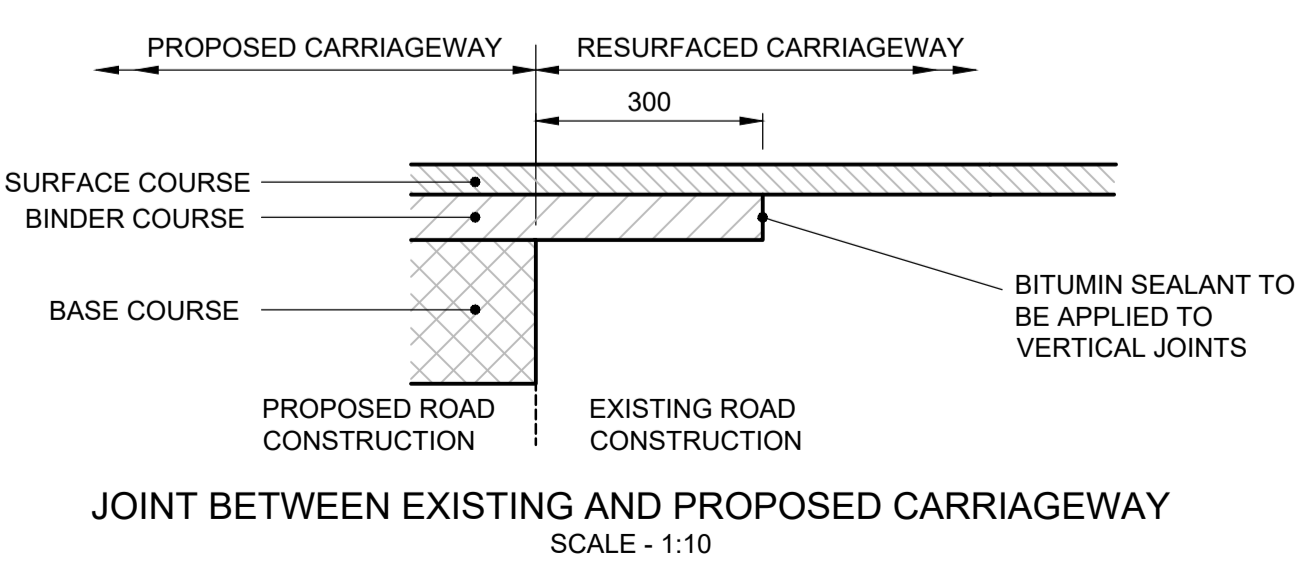 PROPOSED CARRIAGEWAY
RESURFACED CARRIAGEWAY
300
SURFACE COURSE
BINDER COURSE
BASE COURSE
BITUMIN SEALANT TO
BE APPLIED TO
VERTICAL JOINTS
PROPOSED ROAD
CONSTRUCTION
EXISTING ROAD
CONSTRUCTION
JOINT BETWEEN EXISTING AND PROPOSED CARRIAGEWAY
SCALE - 1:10